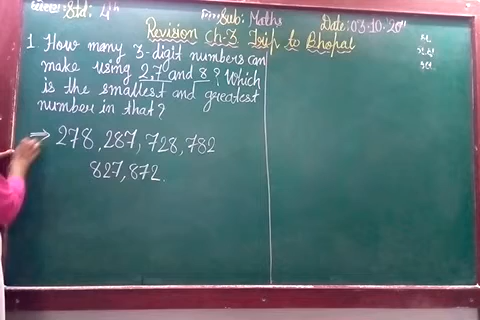 Std: 4th Sub: Maths Date: 03-10-20
Revision Ch-3 Trip to Bhopal
1 How many 3-digit numbers can
make using 2,7 and 8? Which
is the smallest and greatest
number in that?
⇒ 278, 287, 728, 782
827, 872.